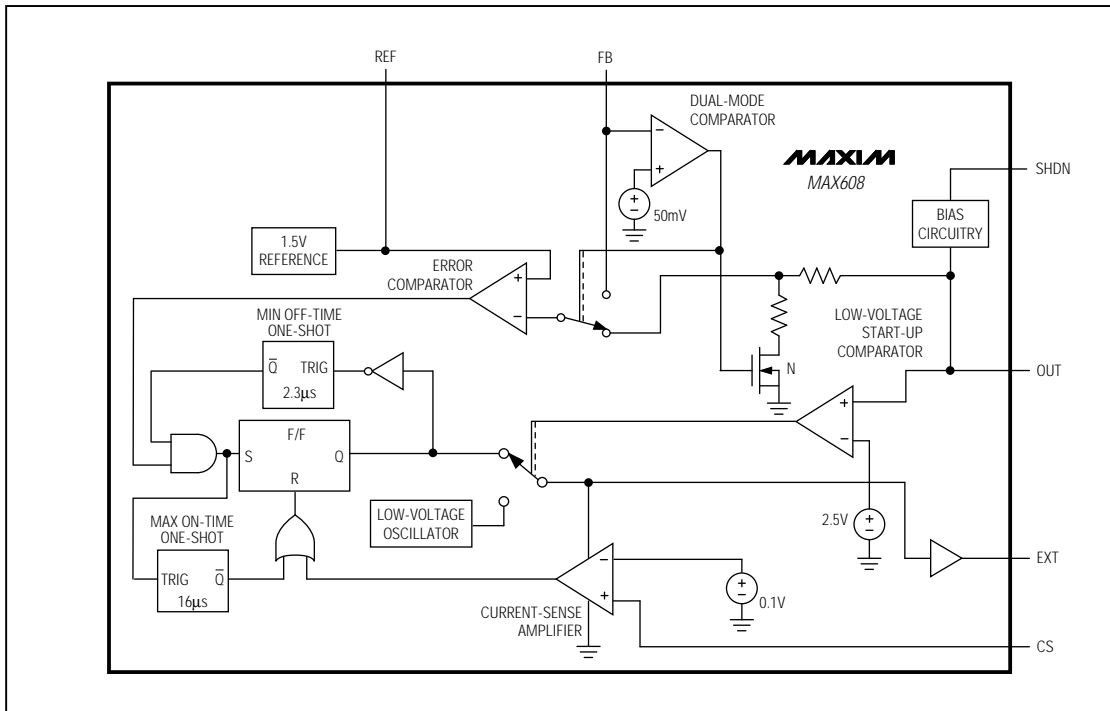 REF
FB
DUAL-MODE
COMPARATOR
MAXIM
MAX608
SHDN
−
+
+
−
50mV
BIAS
CIRCUITRY
1.5V
REFERENCE
ERROR
COMPARATOR
+
−
MIN OFF-TIME
ONE-SHOT
Q̅ TRIG
2.3µs
LOW-VOLTAGE
START-UP
COMPARATOR
N
OUT
+
−
F/F
S Q
R
MAX ON-TIME
ONE-SHOT
TRIG Q̅
16µs
LOW-VOLTAGE
OSCILLATOR
2.5V
+
−
EXT
−
+
+
−
0.1V
CURRENT-SENSE
AMPLIFIER
CS